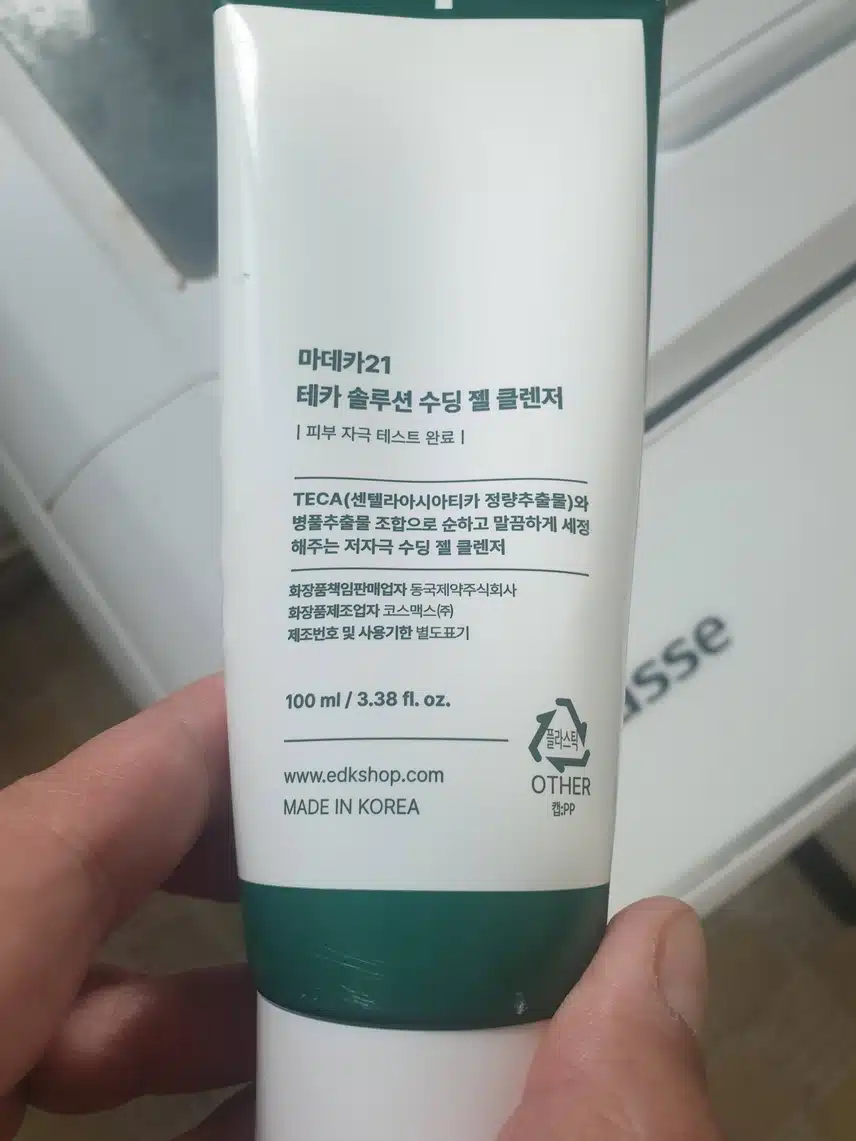 마데카21
테카 솔루션 수딩 젤 클렌저
| 피부 자극 테스트 완료 |
TECA(센텔라아시아티카 정량추출물)와
병풀추출물 조합으로 순하고 말끔하게 세정
해주는 저자극 수딩 젤 클렌저
화장품책임판매업자 동국제약주식회사
화장품제조업자 코스맥스㈜
제조번호 및 사용기한 별도표기
100 ml / 3.38 fl. oz.
www.edkshop.com
MADE IN KOREA
플라스틱
OTHER
캡:PP